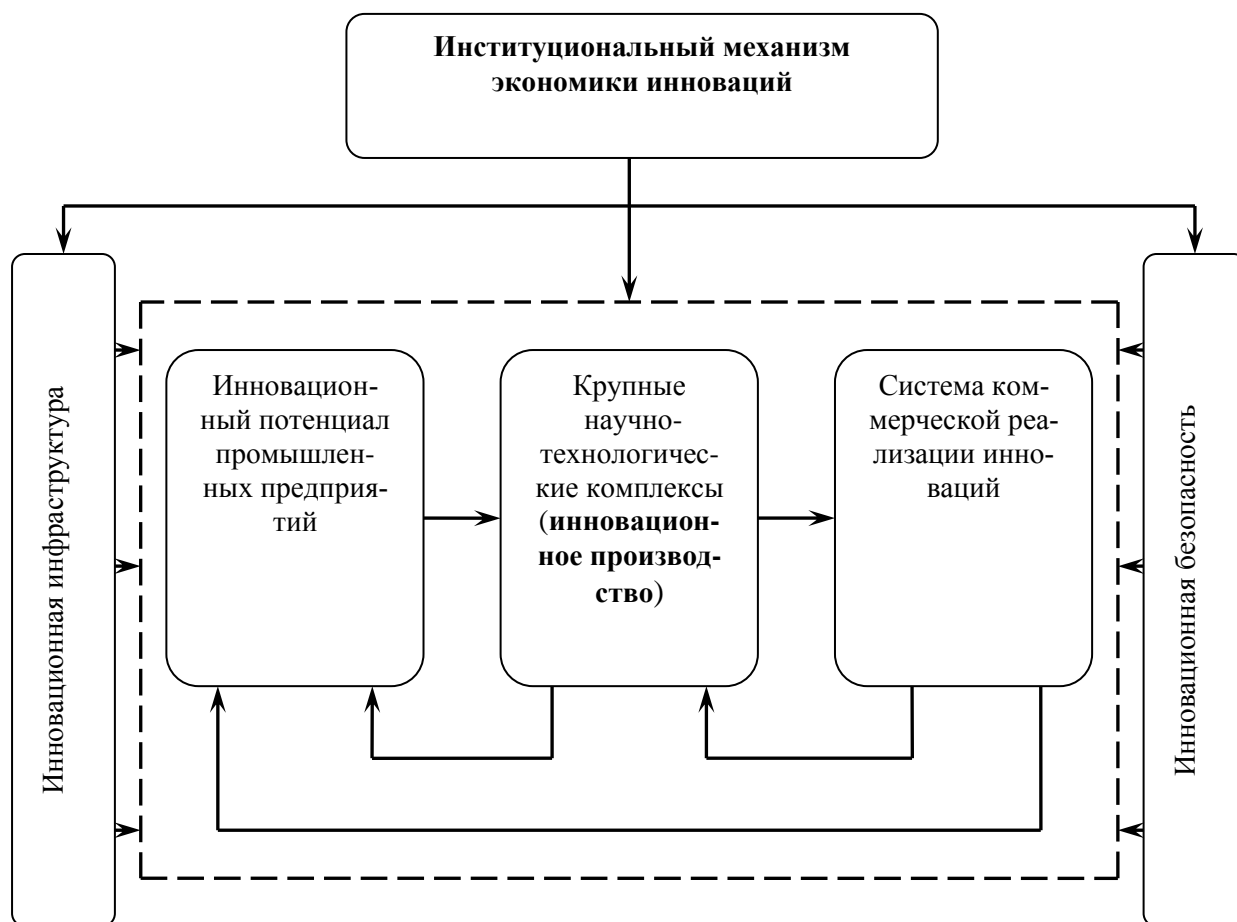 Институциональный механизм
экономики инноваций
Инновационная инфраструктура
Инновацион-
ный потенциал
промышлен-
ных предприя-
тий
Крупные
научно-
технологичес-
кие комплексы
(инновацион-
ное производ-
ство)
Система ком-
мерческой реа-
лизации инно-
ваций
Инновационная безопасность